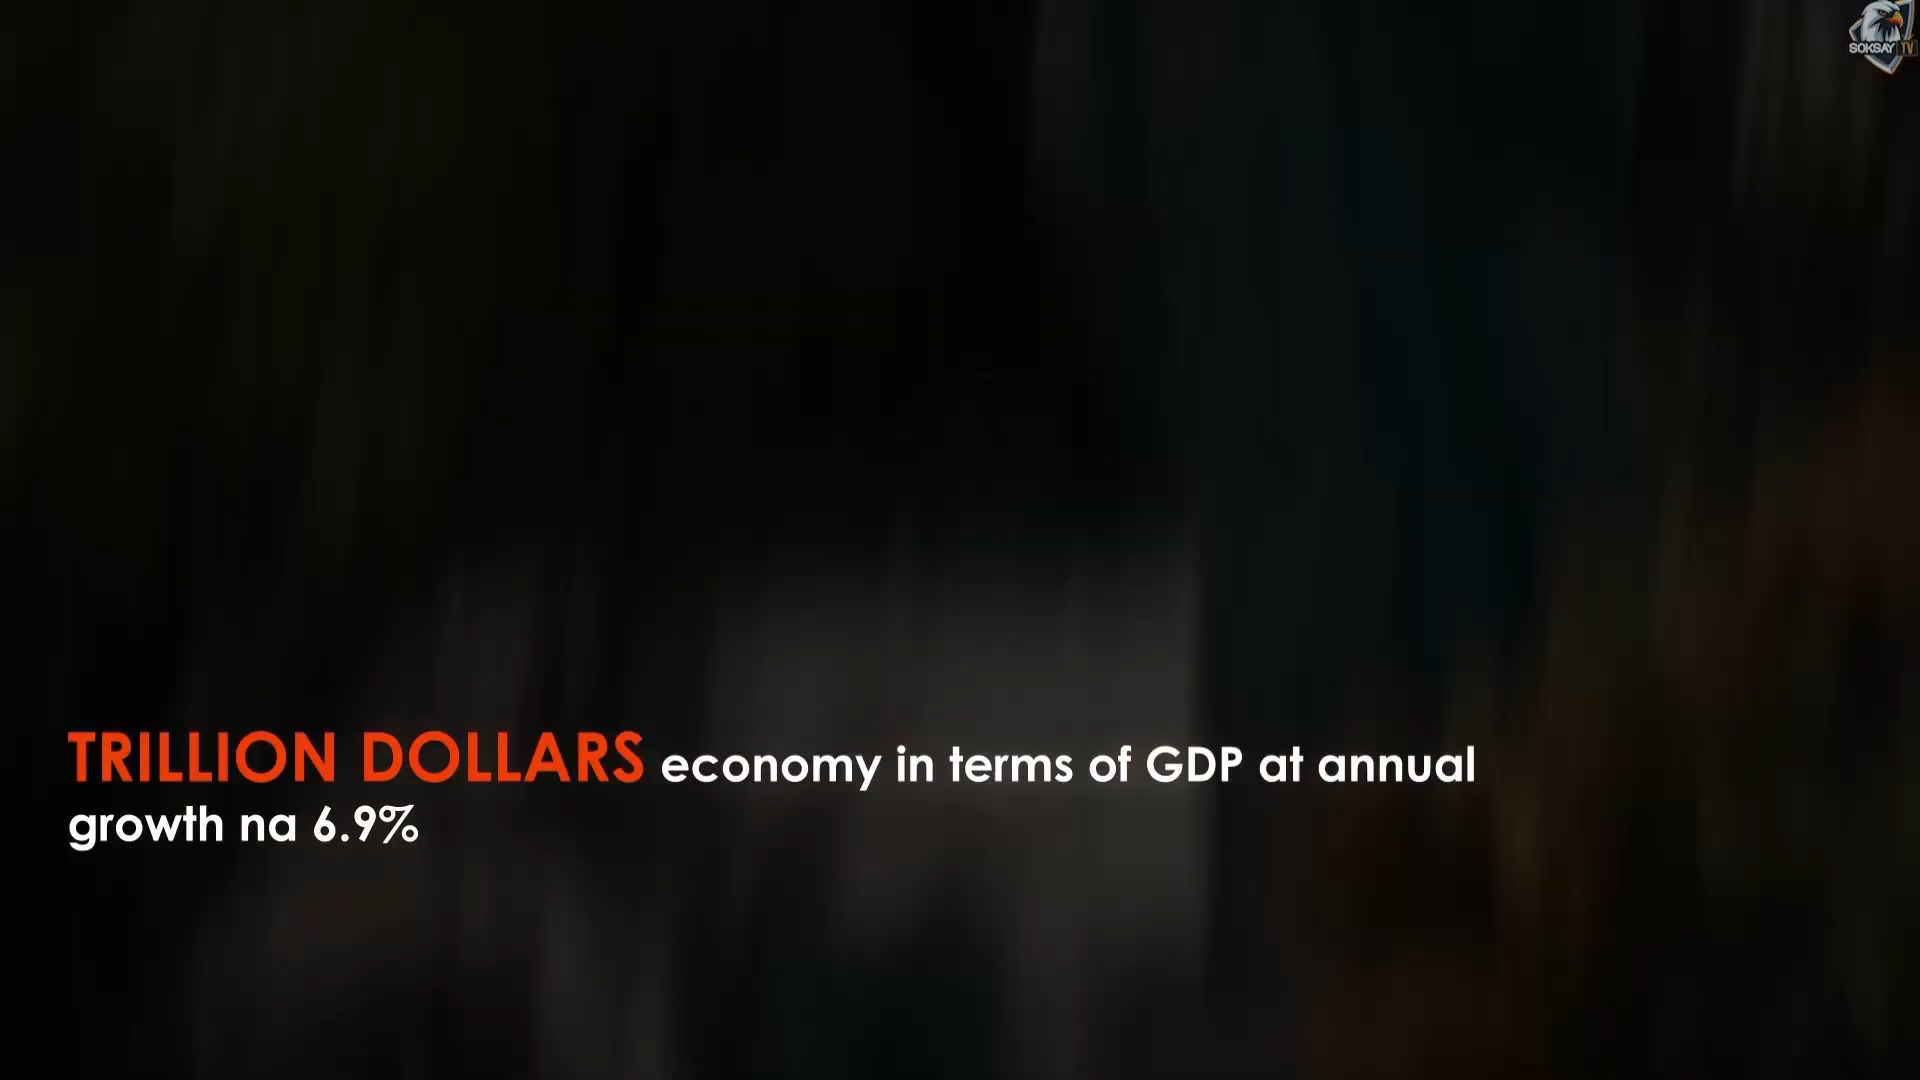 SOKSAY TV
TRILLION DOLLARS economy in terms of GDP at annual
growth na 6.9%